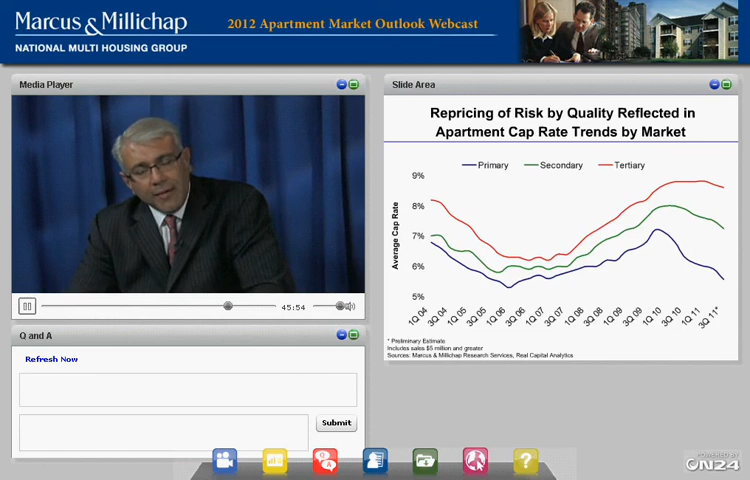 Marcus & Millichap
NATIONAL MULTI HOUSING GROUP
2012 Apartment Market Outlook Webcast
Media Player
45:54
Q and A
Refresh Now
Submit
Slide Area
Repricing of Risk by Quality Reflected in
Apartment Cap Rate Trends by Market
Primary Secondary Tertiary
Average Cap Rate
9%
8%
7%
6%
5%
1Q 04 3Q 04 1Q 05 3Q 05 1Q 06 3Q 06 1Q 07 3Q 07 1Q 08 3Q 08 1Q 09 3Q 09 1Q 10 3Q 10 1Q 11 3Q 11*
* Preliminary Estimate
Includes sales $5 million and greater
Sources: Marcus & Millichap Research Services, Real Capital Analytics
Q
A
?
POWERED BY
ON24